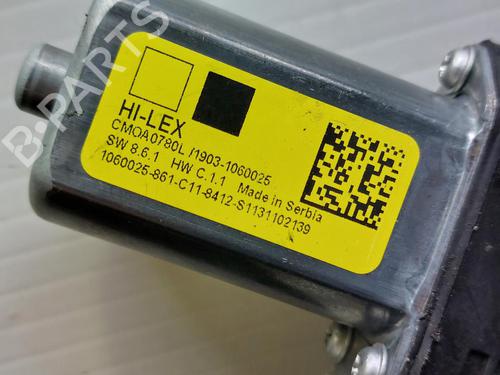 HI-LEX
CMOA0780L /1903-1060025
SW 8.6.1 HW C.1.1 Made in Serbia
1060025-861-C11-8412-S1131102139
B-PARTS